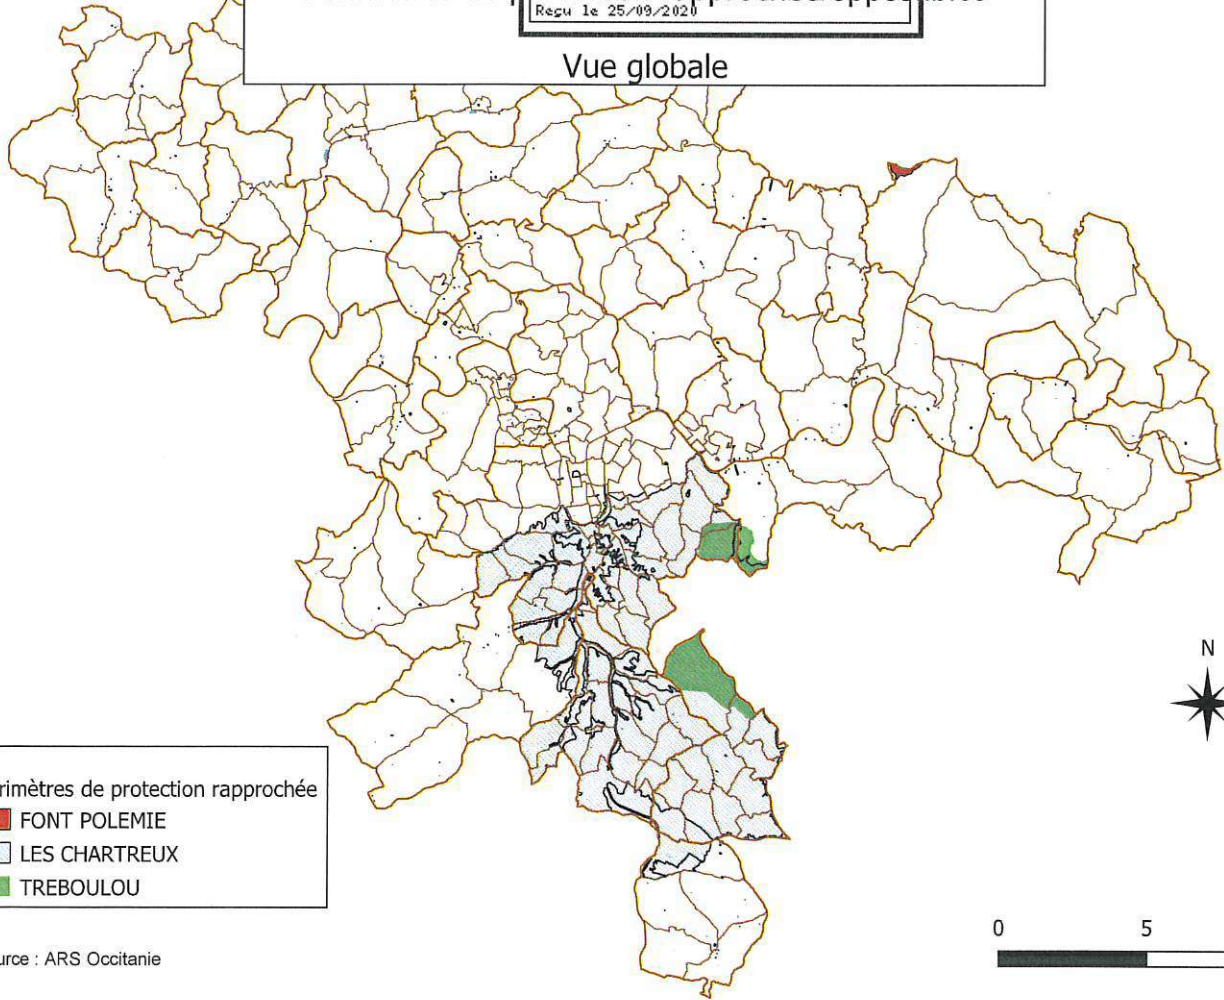 Reçu le 25/09/2020
Vue globale
N
rimètres de protection rapprochée
FONT POLEMIE
LES CHARTREUX
TREBOULOU
urce : ARS Occitanie
0 5